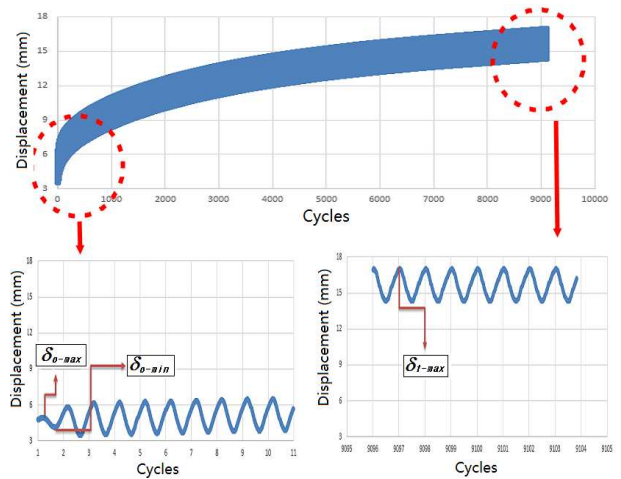 Displacement (mm)
18
15
12
9
6
3
0 1000 2000 3000 4000 5000 6000 7000 8000 9000 10000
Cycles
Displacement (mm)
18
15
12
9
6
3
δo-max
δo-min
1 2 3 4 5 6 7 8 9 10 11
Cycles
Displacement (mm)
18
15
12
9
6
3
δt-max
9095 9096 9097 9098 9099 9100 9101 9102 9103 9104 9105
Cycles